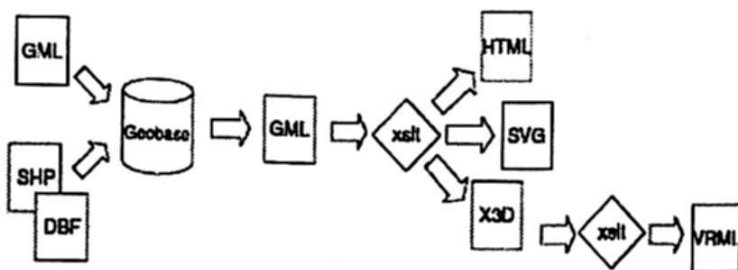 GML
HTML
Geobase
GML
xslt
SVG
SHP
DBF
X3D
xslt
VRML